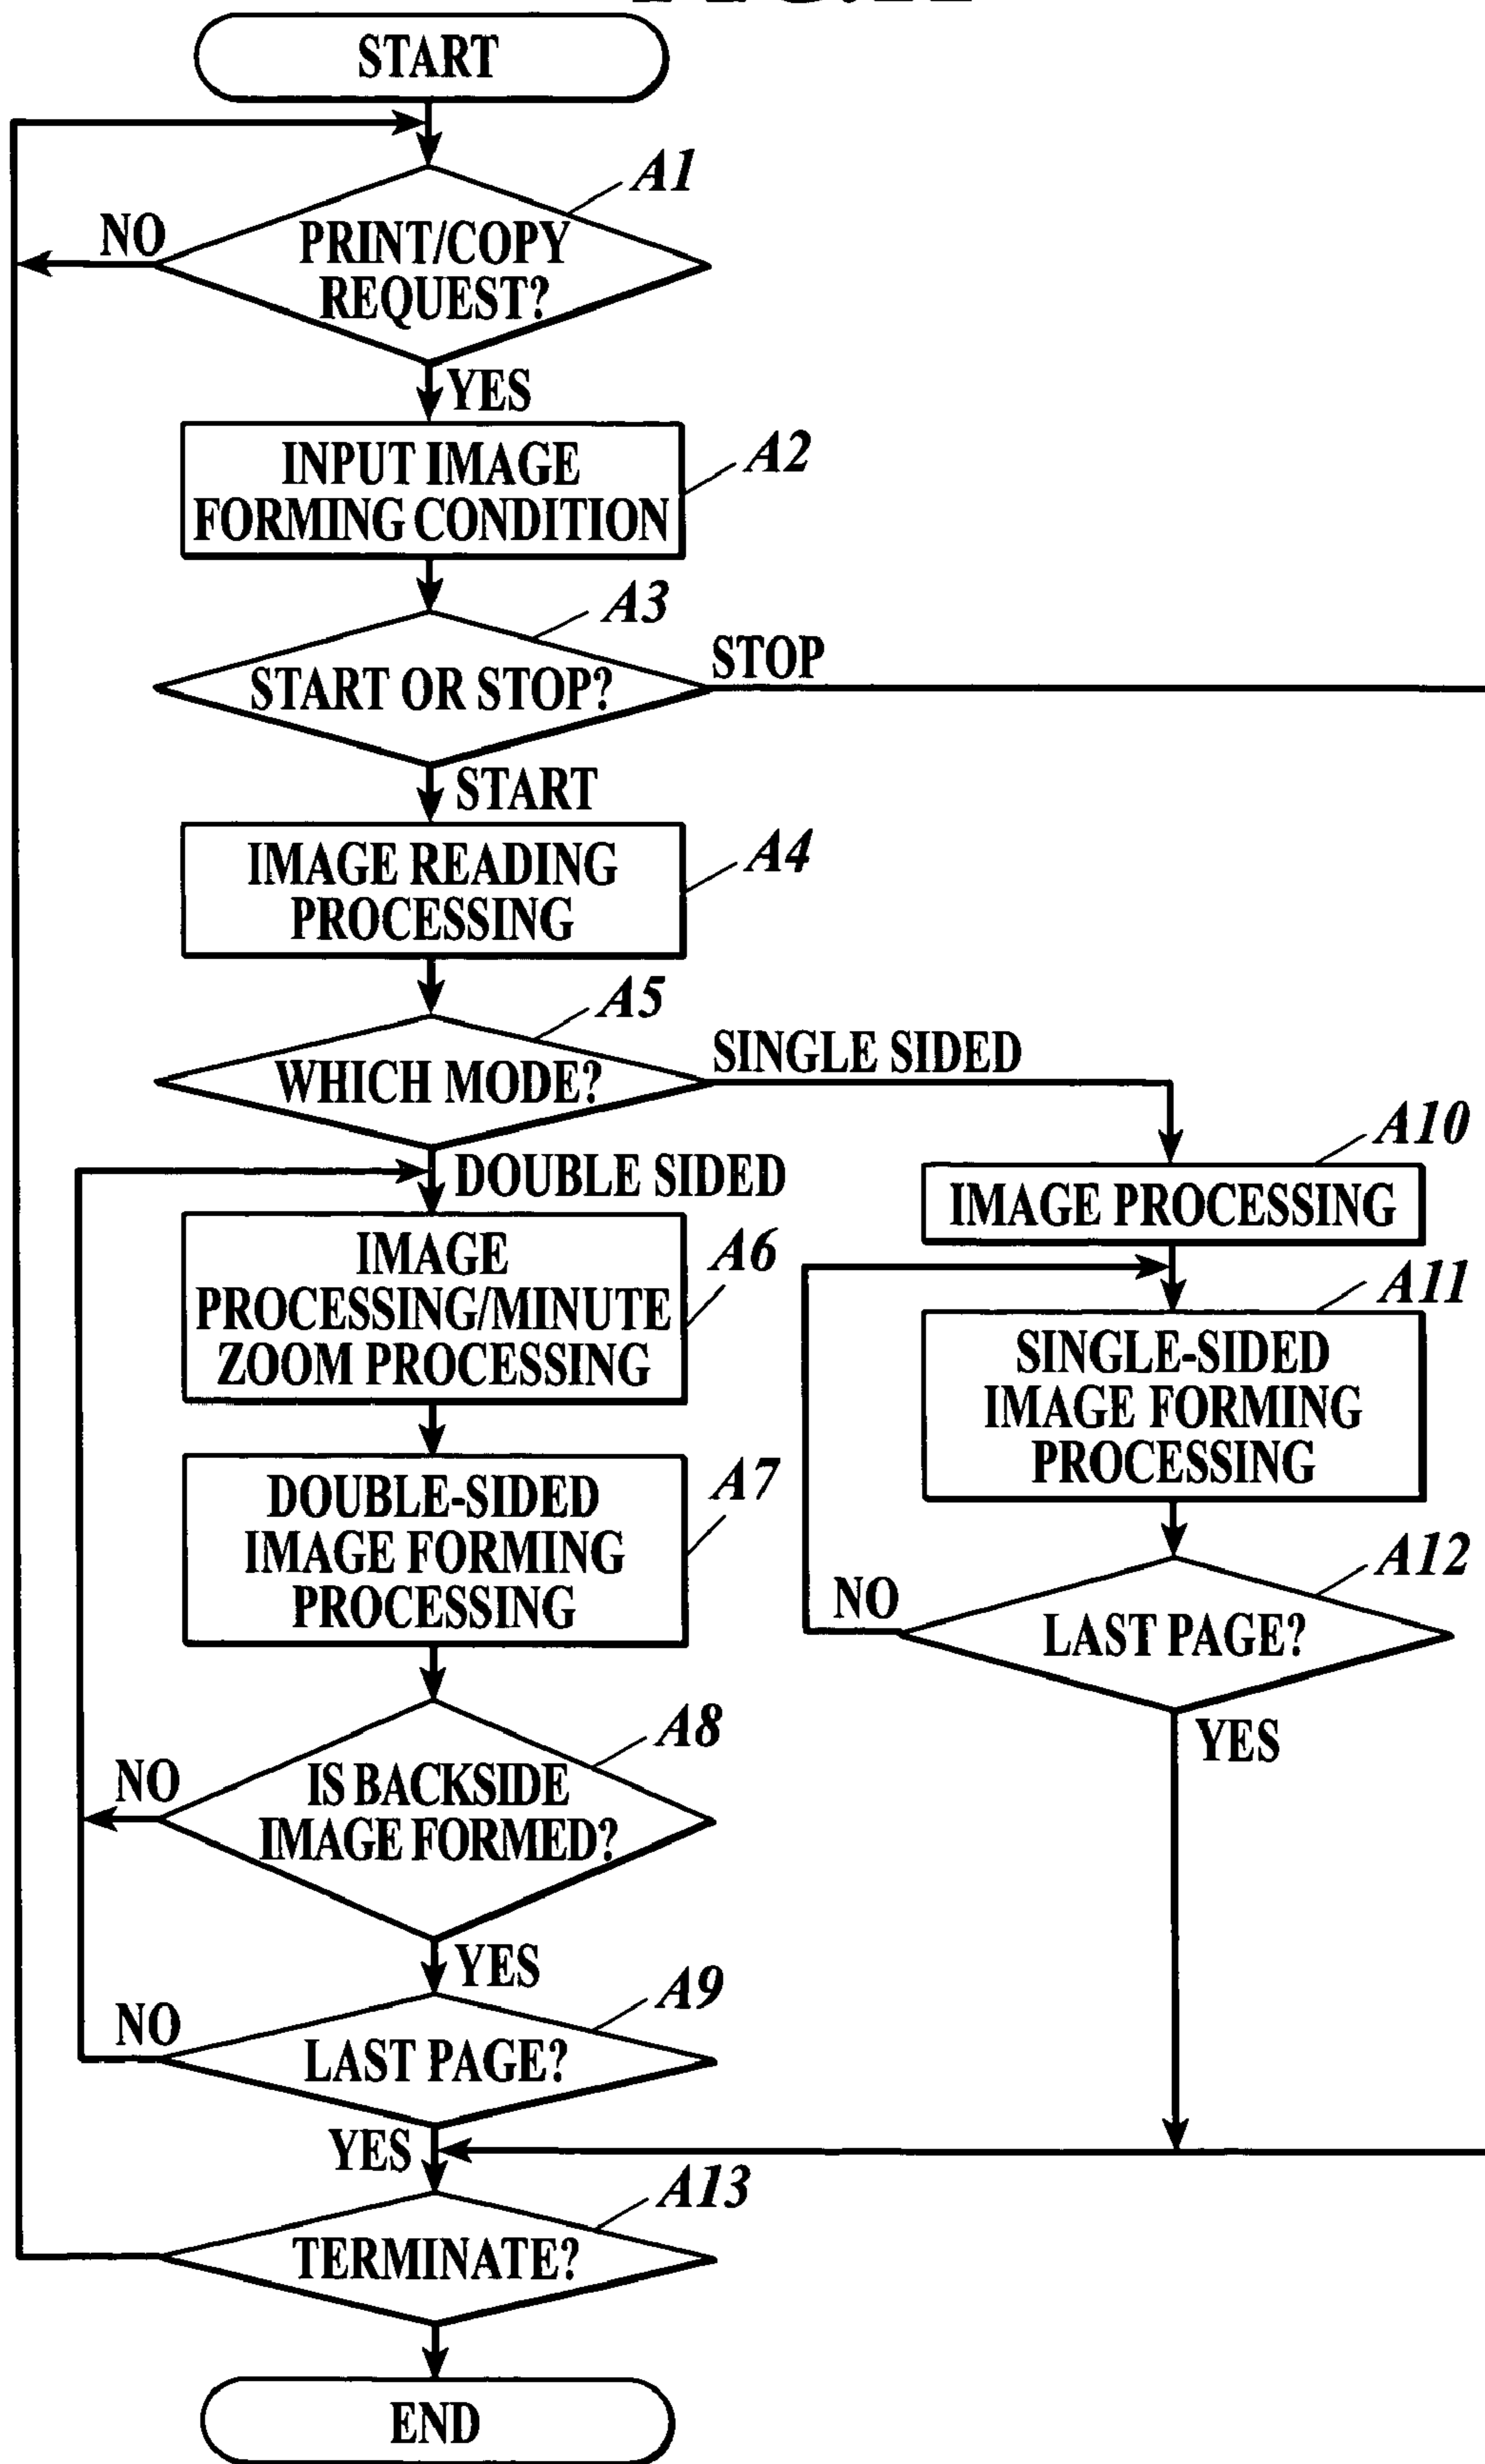 START
A1
NO
PRINT/COPY
REQUEST?
YES
A2
INPUT IMAGE
FORMING CONDITION
A3
STOP
START OR STOP?
START
A4
IMAGE READING
PROCESSING
A5
SINGLE SIDED
WHICH MODE?
DOUBLE SIDED
A6
IMAGE
PROCESSING/MINUTE
ZOOM PROCESSING
A7
DOUBLE-SIDED
IMAGE FORMING
PROCESSING
A8
NO
IS BACKSIDE
IMAGE FORMED?
YES
A9
NO
LAST PAGE?
YES
A10
IMAGE PROCESSING
A11
SINGLE-SIDED
IMAGE FORMING
PROCESSING
A12
NO
LAST PAGE?
YES
A13
TERMINATE?
END